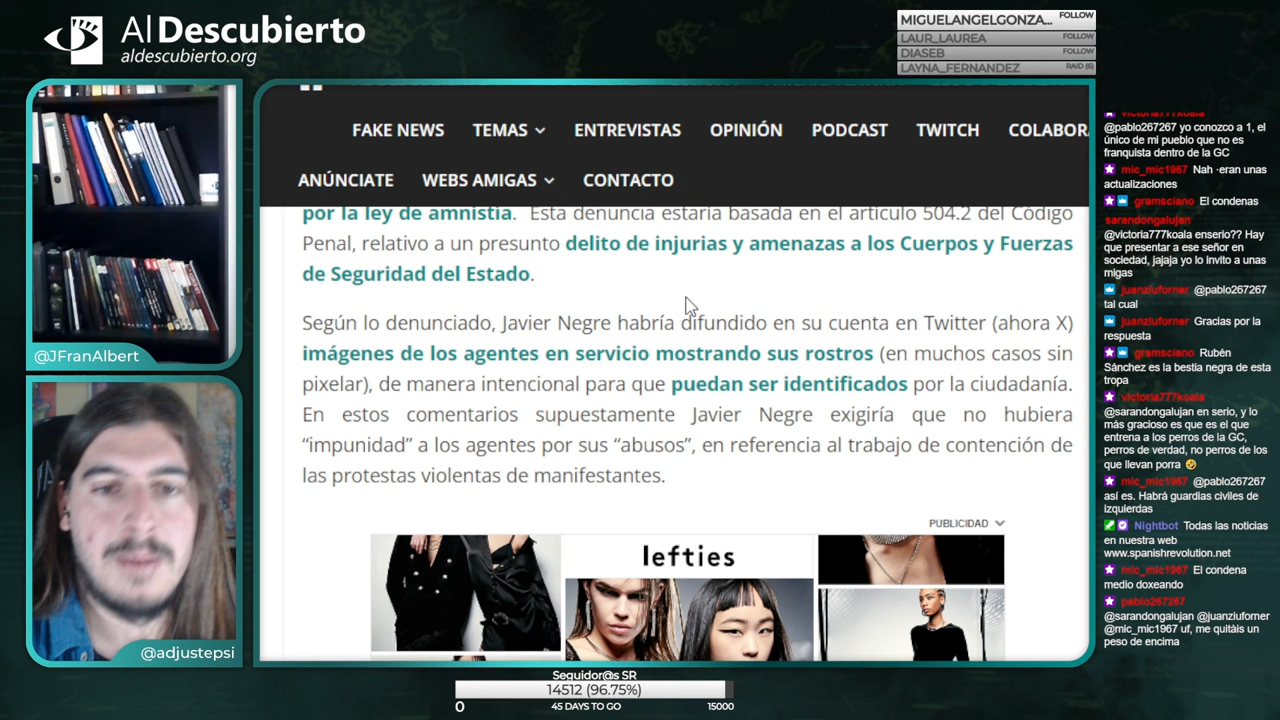 Al Descubierto
aldescubierto.org
MIGUELANGELGONZA... FOLLOW
LAUR_LAUREA FOLLOW
DIASEB FOLLOW
LAYNA_FERNANDEZ RAID (6)
FAKE NEWS TEMAS ENTREVISTAS OPINIÓN PODCAST TWITCH COLABORA
ANÚNCIATE WEBS AMIGAS CONTACTO
por la ley de amnistía. Esta denuncia estaría basada en el artículo 504.2 del Código
Penal, relativo a un presunto delito de injurias y amenazas a los Cuerpos y Fuerzas
de Seguridad del Estado.
Según lo denunciado, Javier Negre habría difundido en su cuenta en Twitter (ahora X)
imágenes de los agentes en servicio mostrando sus rostros (en muchos casos sin
pixelar), de manera intencional para que puedan ser identificados por la ciudadanía.
En estos comentarios supuestamente Javier Negre exigiría que no hubiera
“impunidad” a los agentes por sus “abusos”, en referencia al trabajo de contención de
las protestas violentas de manifestantes.
PUBLICIDAD
lefties
@JFranAlbert
@adjustepsi
victoria777koala
@pablo267267 yo conozco a 1, el
único de mi pueblo que no es
franquista dentro de la GC
mic_mic1967 Nah ·eran unas
actualizaciones
gramsciano El condenas
sarandongalujan
@victoria777koala enserio?? Hay
que presentar a ese señor en
sociedad, jajaja yo lo invito a unas
migas
juanziuforner @pablo267267
tal cual
juanziuforner Gracias por la
respuesta
gramsciano Rubén
Sánchez es la bestia negra de esta
tropa
victoria777koala
@sarandongalujan en serio, y lo
más gracioso es que es el que
entrena a los perros de la GC,
perros de verdad, no perros de los
que llevan porra 🤣
mic_mic1967 @pablo267267
así es. Habrá guardias civiles de
izquierdas
Nightbot Todas las noticias
en nuestra web
www.spanishrevolution.net
mic_mic1967 El condena
medio doxeando
pablo267267
@sarandongalujan @juanziuforner
@mic_mic1967 uf, me quitáis un
peso de encima
Seguidor@s SR
14512 (96.75%)
0 45 DAYS TO GO 15000